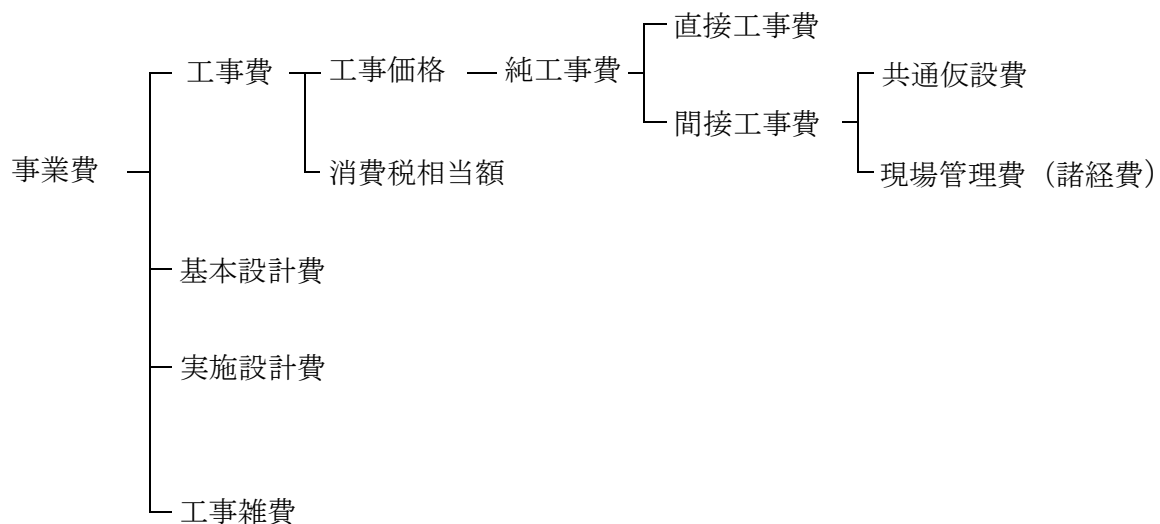 直接工事費
工事費
工事価格
純工事費
共通仮設費
間接工事費
事業費
消費税相当額
現場管理費（諸経費）
基本設計費
実施設計費
工事雑費